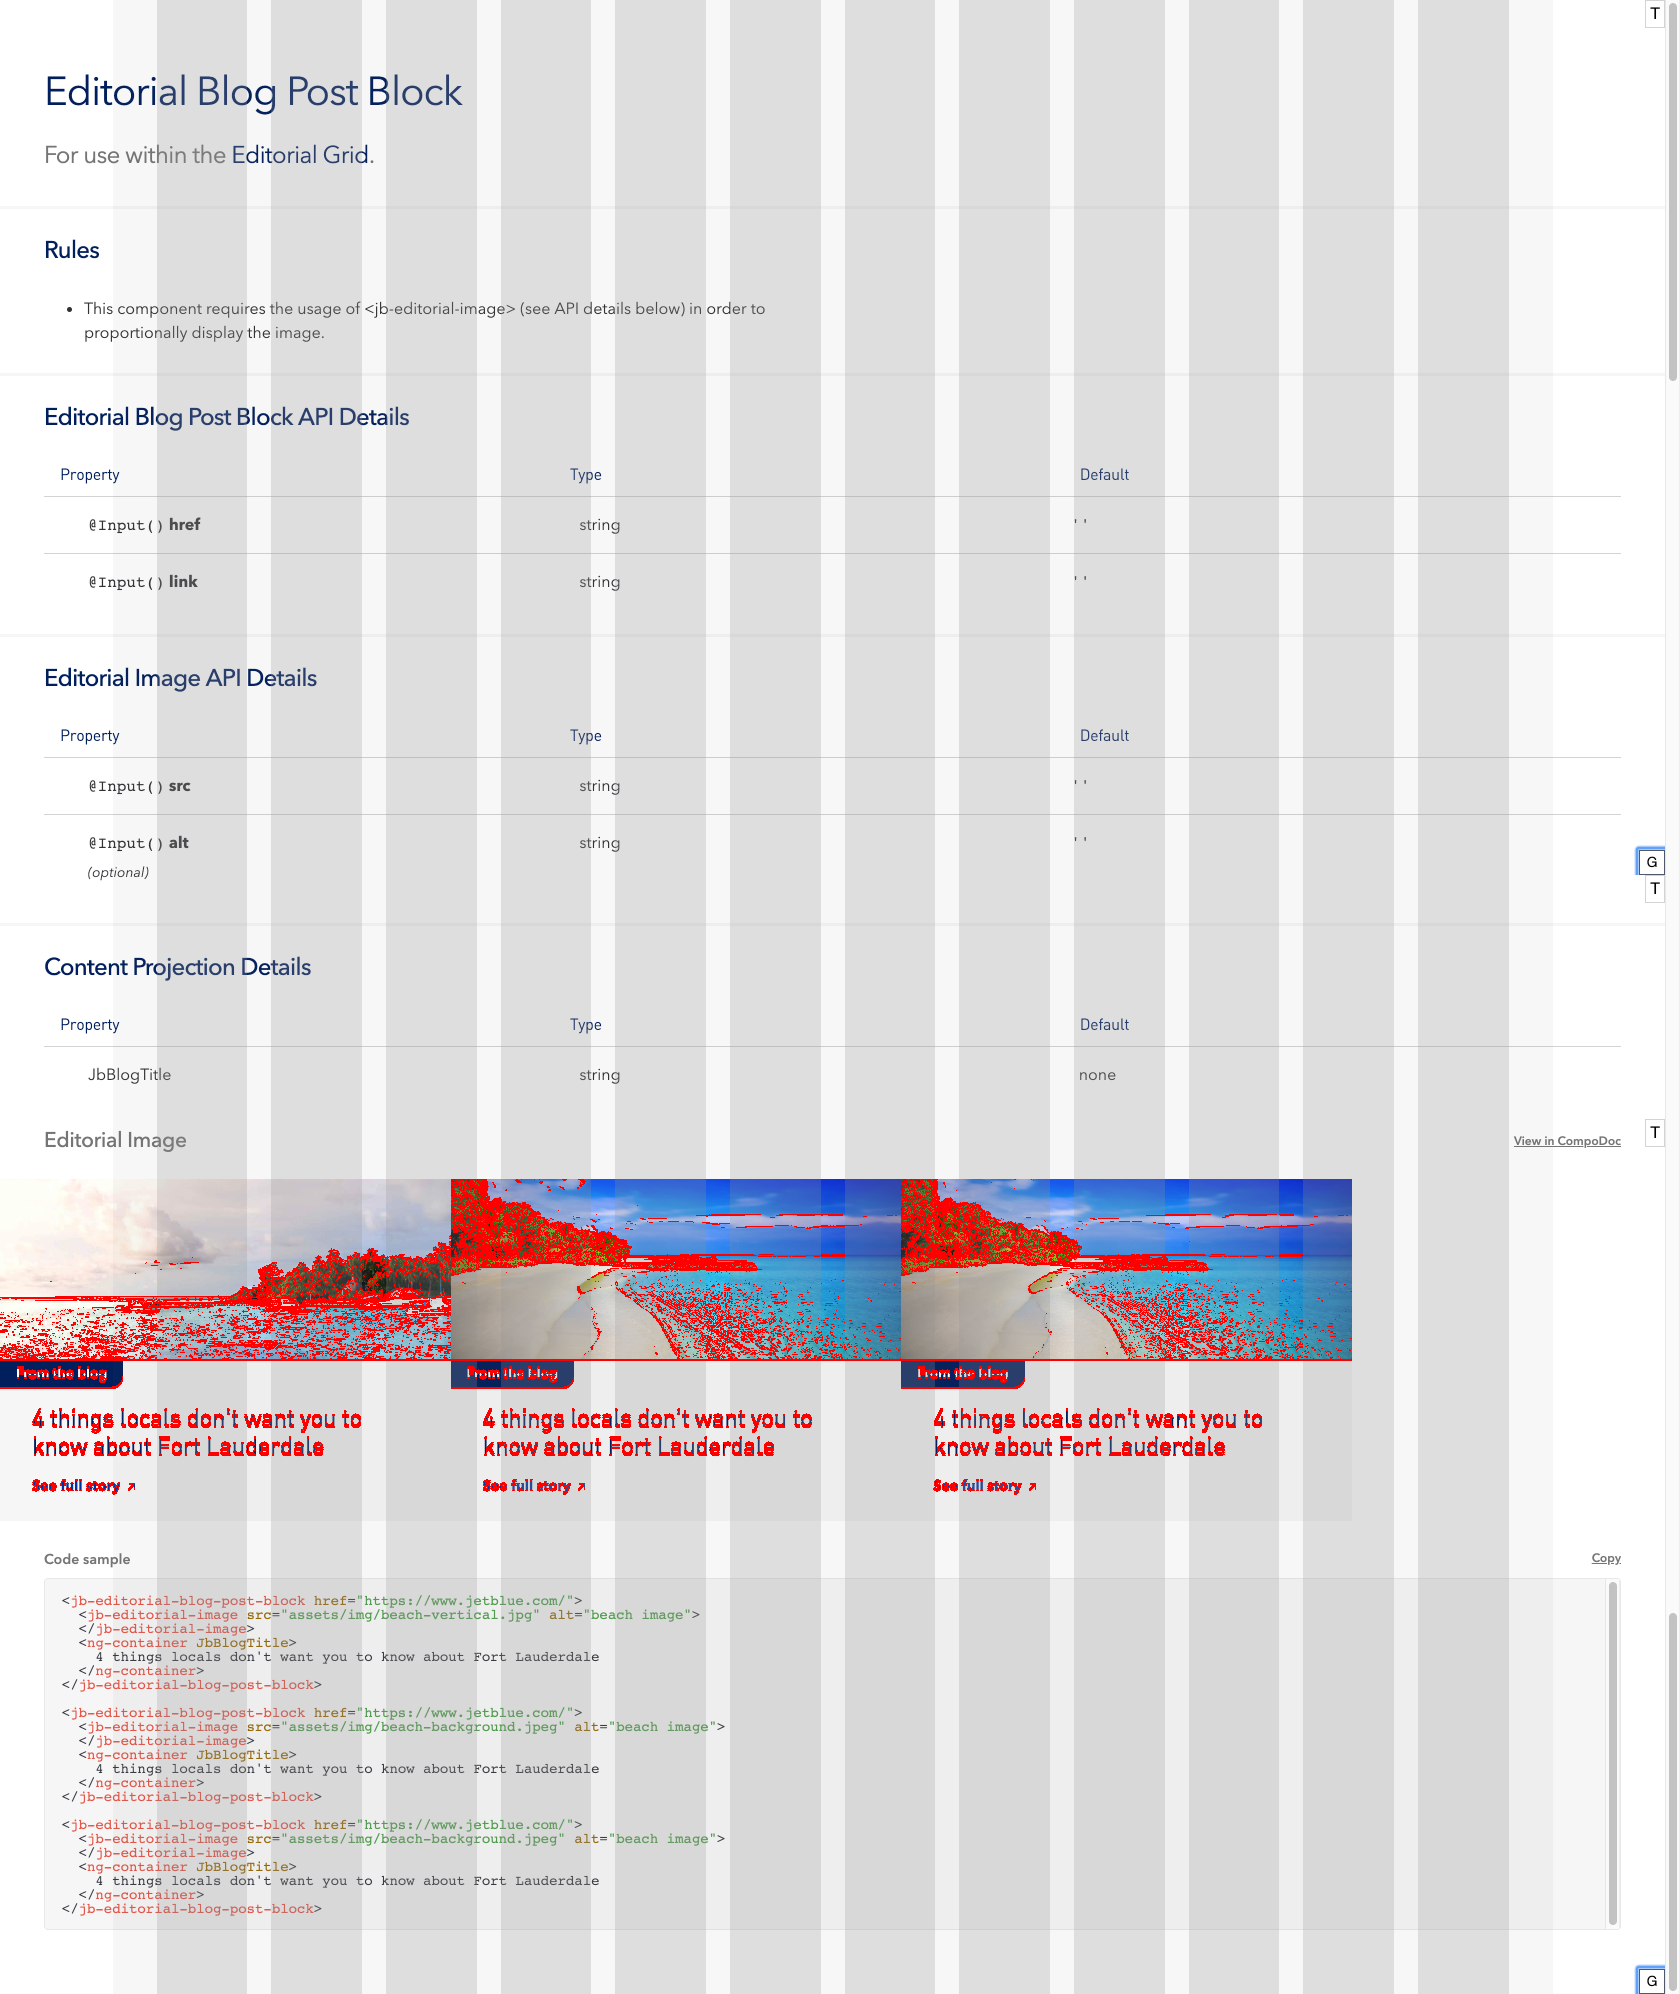 T
Editorial Blog Post Block
For use within the Editorial Grid.
Rules
• This component requires the usage of <jb-editorial-image> (see API details below) in order to
proportionally display the image.
Editorial Blog Post Block API Details
Property Type Default
@Input() href string ' '
@Input() link string ' '
Editorial Image API Details
Property Type Default
@Input() src string ' '
@Input() alt string ' '
(optional)
G
T
Content Projection Details
Property Type Default
JbBlogTitle string none
Editorial Image View in CompoDoc T
From the blog From the blog From the blog
4 things locals don't want you to 4 things locals don't want you to 4 things locals don't want you to
know about Fort Lauderdale know about Fort Lauderdale know about Fort Lauderdale
See full story ↗ See full story ↗ See full story ↗
Code sample Copy
<jb-editorial-blog-post-block href="https://www.jetblue.com/">
<jb-editorial-image src="assets/img/beach-vertical.jpg" alt="beach image">
</jb-editorial-image>
<ng-container JbBlogTitle>
4 things locals don't want you to know about Fort Lauderdale
</ng-container>
</jb-editorial-blog-post-block>
<jb-editorial-blog-post-block href="https://www.jetblue.com/">
<jb-editorial-image src="assets/img/beach-background.jpeg" alt="beach image">
</jb-editorial-image>
<ng-container JbBlogTitle>
4 things locals don't want you to know about Fort Lauderdale
</ng-container>
</jb-editorial-blog-post-block>
<jb-editorial-blog-post-block href="https://www.jetblue.com/">
<jb-editorial-image src="assets/img/beach-background.jpeg" alt="beach image">
</jb-editorial-image>
<ng-container JbBlogTitle>
4 things locals don't want you to know about Fort Lauderdale
</ng-container>
</jb-editorial-blog-post-block>
G